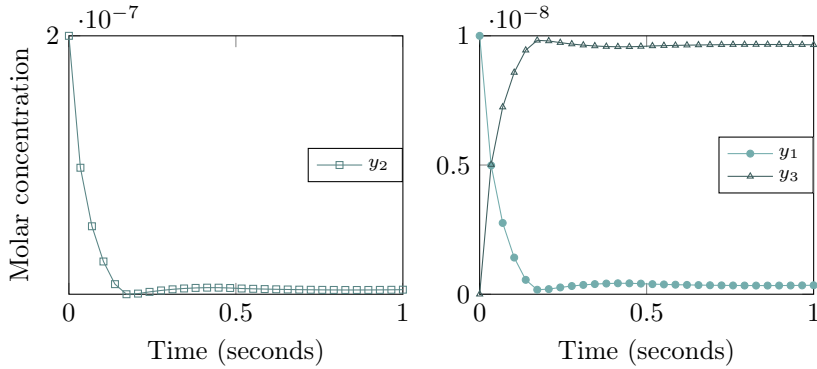 ·10⁻⁷
2
Molar concentration
y₂
0 0.5 1
Time (seconds)
·10⁻⁸
1
0.5
0
y₁
y₃
0 0.5 1
Time (seconds)